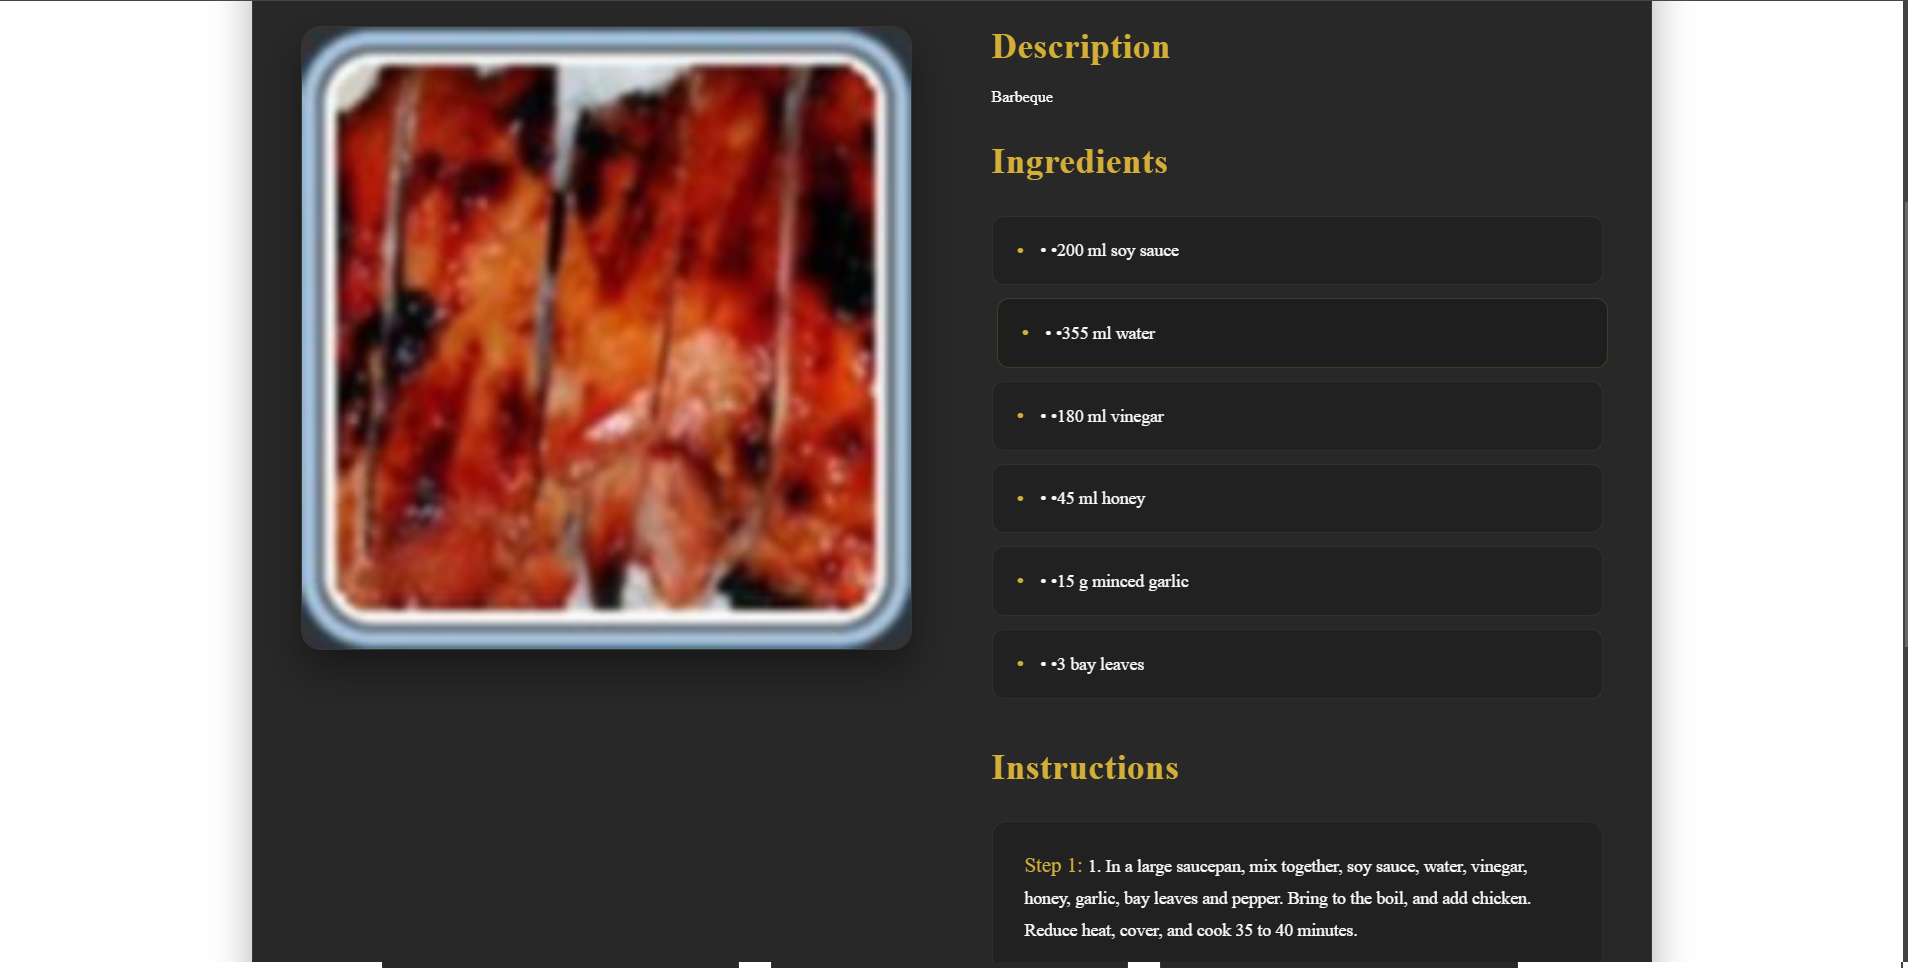 Description
Barbeque
Ingredients
• • •200 ml soy sauce
• • •355 ml water
• • •180 ml vinegar
• • •45 ml honey
• • •15 g minced garlic
• • •3 bay leaves
Instructions
Step 1: 1. In a large saucepan, mix together, soy sauce, water, vinegar,
honey, garlic, bay leaves and pepper. Bring to the boil, and add chicken.
Reduce heat, cover, and cook 35 to 40 minutes.